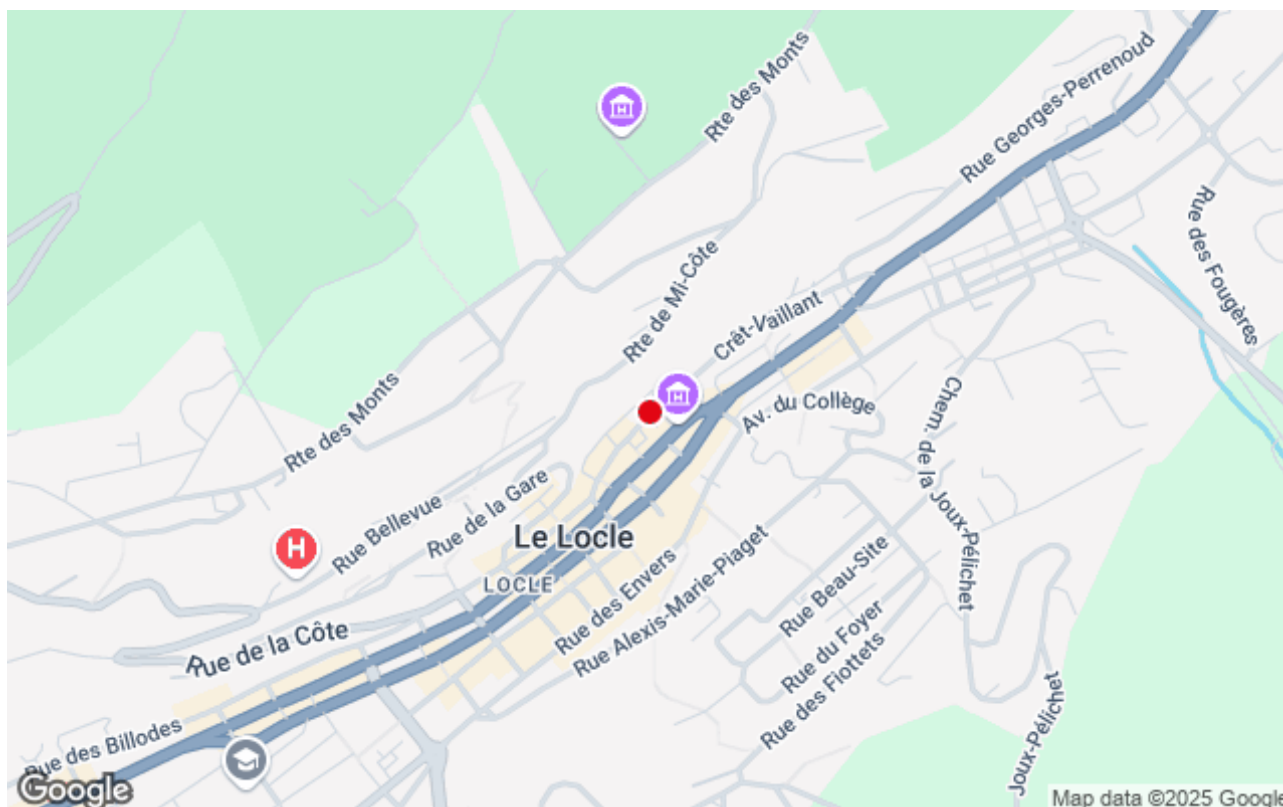 Rte des Monts
Rue Georges-Perrenoud
Rue des Fougères
Rte de Mi-Côte
Crêt-Vaillant
Av. du Collège
Chem. de la Joux-Pélichet
Rte des Monts
Rue de la Gare
Rue Bellevue
H
Le Locle
LOCLE
Rue des Envers
Rue Alexis-Marie-Piaget
Rue Beau-Site
Rue du Foyer
Rue des Fiottets
Rue de la Côte
Rue des Billodes
Joux-Pélichet
Google
Map data ©2025 Google